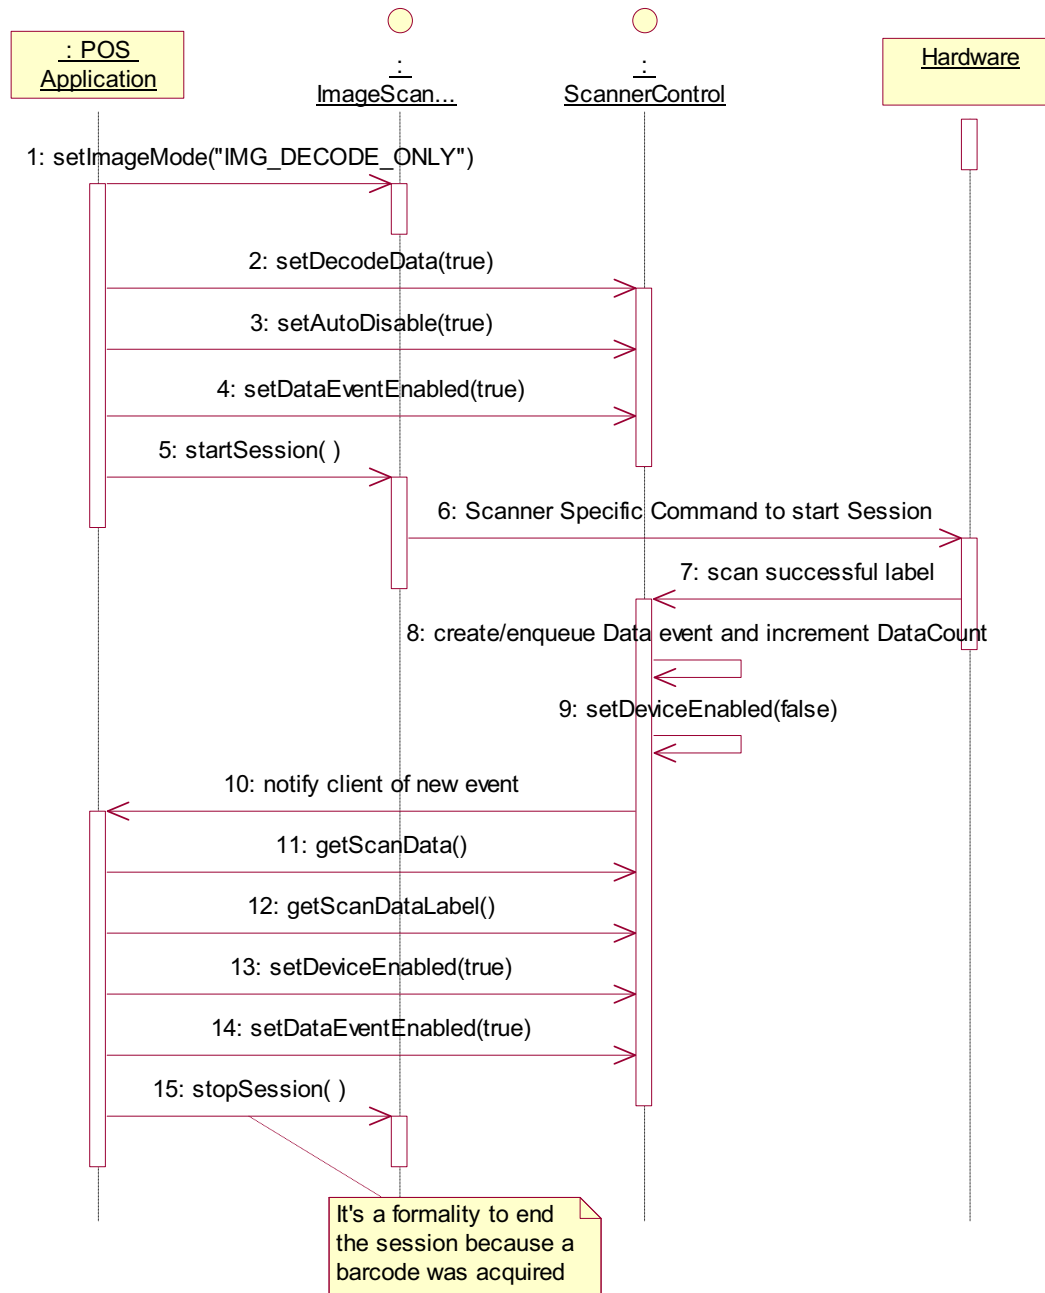 : POS
Application
:
ImageScan...
:
ScannerControl
Hardware
1: setImageMode("IMG_DECODE_ONLY")
2: setDecodeData(true)
3: setAutoDisable(true)
4: setDataEventEnabled(true)
5: startSession( )
6: Scanner Specific Command to start Session
7: scan successful label
8: create/enqueue Data event and increment DataCount
9: setDeviceEnabled(false)
10: notify client of new event
11: getScanData()
12: getScanDataLabel()
13: setDeviceEnabled(true)
14: setDataEventEnabled(true)
15: stopSession( )
It's a formality to end
the session because a
barcode was acquired